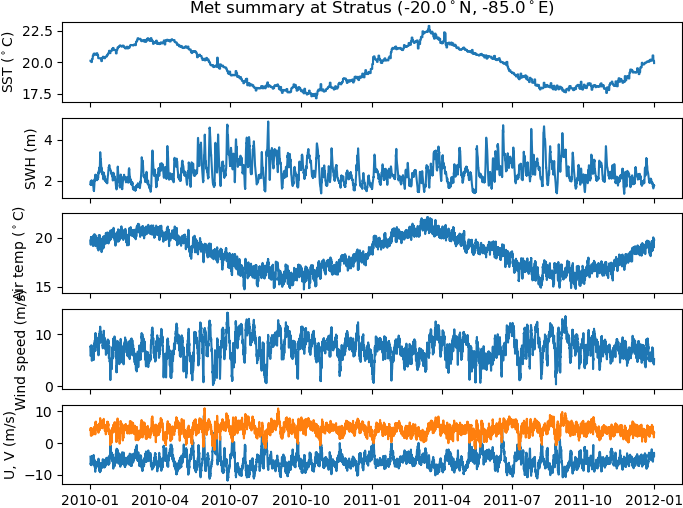 Met summary at Stratus (-20.0°N, -85.0°E)
SST (°C)
22.5
20.0
17.5
SWH (m)
4
2
Air temp (°C)
20
15
Wind speed (m/s)
10
0
U, V (m/s)
10
0
−10
2010-01 2010-04 2010-07 2010-10 2011-01 2011-04 2011-07 2011-10 2012-01